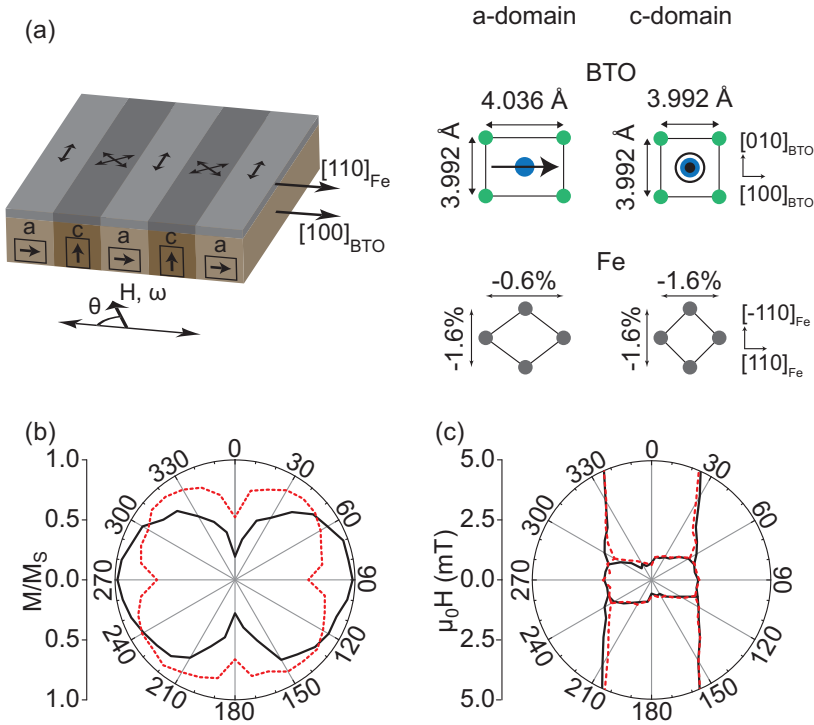 (a)
a-domain
c-domain
BTO
4.036 Å
3.992 Å
3.992 Å
3.992 Å
[010]BTO
[100]BTO
[110]Fe
[100]BTO
a
c
a
c
a
H, ω
θ
Fe
-0.6%
-1.6%
-1.6%
-1.6%
[-110]Fe
[110]Fe
(b)
M/MS
1.0
0.5
0.0
0.5
1.0
0
30
60
90
120
150
180
210
240
270
300
330
(c)
μ0H (mT)
5.0
2.5
0.0
2.5
5.0
0
30
60
90
120
150
180
210
240
270
300
330